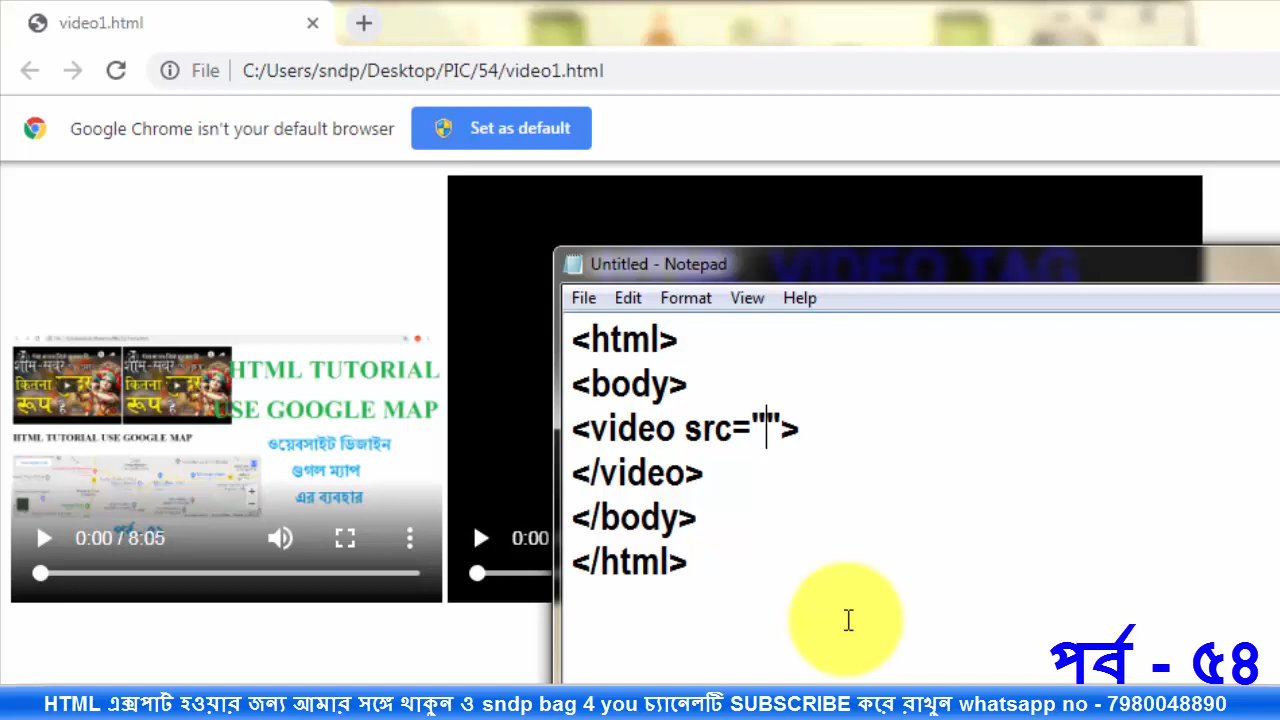 video1.html
File C:/Users/sndp/Desktop/PIC/54/video1.html
Google Chrome isn't your default browser Set as default
VIDEO TAG
Untitled - Notepad
File Edit Format View Help
<html>
<body>
<video src="">
</video>
</body>
</html>
HTML TUTORIAL
USE GOOGLE MAP
HTML TUTORIAL USE GOOGLE MAP
ওয়েবসাইট ডিজাইন
গুগল ম্যাপ
এর ব্যবহার
0:00 / 8:05
0:00
পর্ব - ৫৪
HTML এক্সপার্ট হওয়ার জন্য আমার সঙ্গে থাকুন ও sndp bag 4 you চ্যানেলটি SUBSCRIBE করে রাখুন whatsapp no - 7980048890